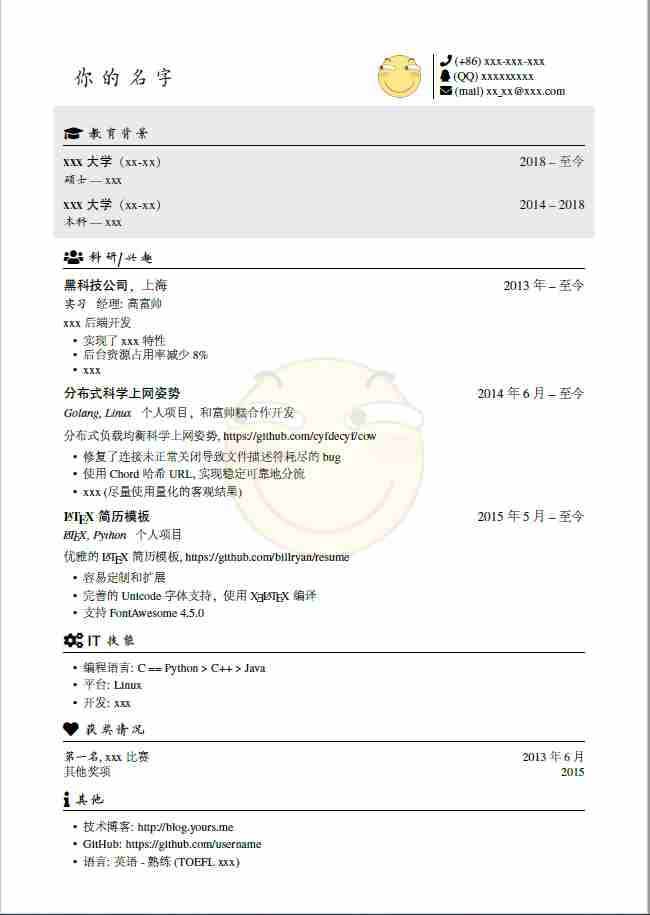 你的名字
(+86) xxx-xxx-xxx
(QQ) xxxxxxxxx
(mail) xx_xx@xxx.com
教育背景
xxx 大学（xx-xx） 2018 – 至今
硕士 — xxx
xxx 大学（xx-xx） 2014 – 2018
本科 — xxx
科研/兴趣
黑科技公司，上海 2013 年 – 至今
实习 经理: 高富帅
xxx 后端开发
• 实现了 xxx 特性
• 后台资源占用率减少 8%
• xxx
分布式科学上网姿势 2014 年 6 月 – 至今
Golang, Linux 个人项目，和富帅糕合作开发
分布式负载均衡科学上网姿势, https://github.com/cyfdecyf/cow
• 修复了连接未正常关闭导致文件描述符耗尽的 bug
• 使用 Chord 哈希 URL, 实现稳定可靠地分流
• xxx (尽量使用量化的客观结果)
LATEX 简历模板 2015 年 5 月 – 至今
LATEX, Python 个人项目
优雅的 LATEX 简历模板, https://github.com/billryan/resume
• 容易定制和扩展
• 完善的 Unicode 字体支持，使用 XELATEX 编译
• 支持 FontAwesome 4.5.0
IT 技能
• 编程语言: C == Python > C++ > Java
• 平台: Linux
• 开发: xxx
获奖情况
第一名, xxx 比赛 2013 年 6 月
其他奖项 2015
其他
• 技术博客: http://blog.yours.me
• GitHub: https://github.com/username
• 语言: 英语 - 熟练 (TOEFL xxx)